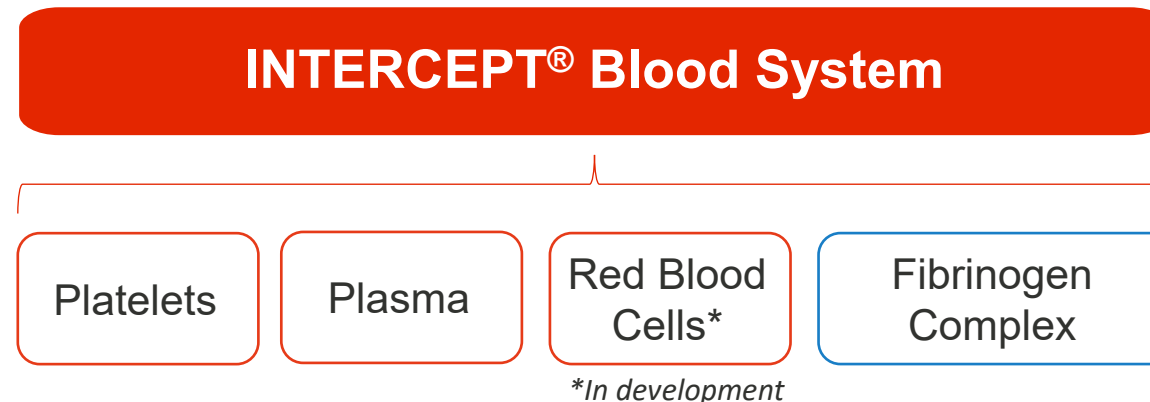 INTERCEPT® Blood System
Platelets
Plasma
Red Blood
Cells*
Fibrinogen
Complex
*In development